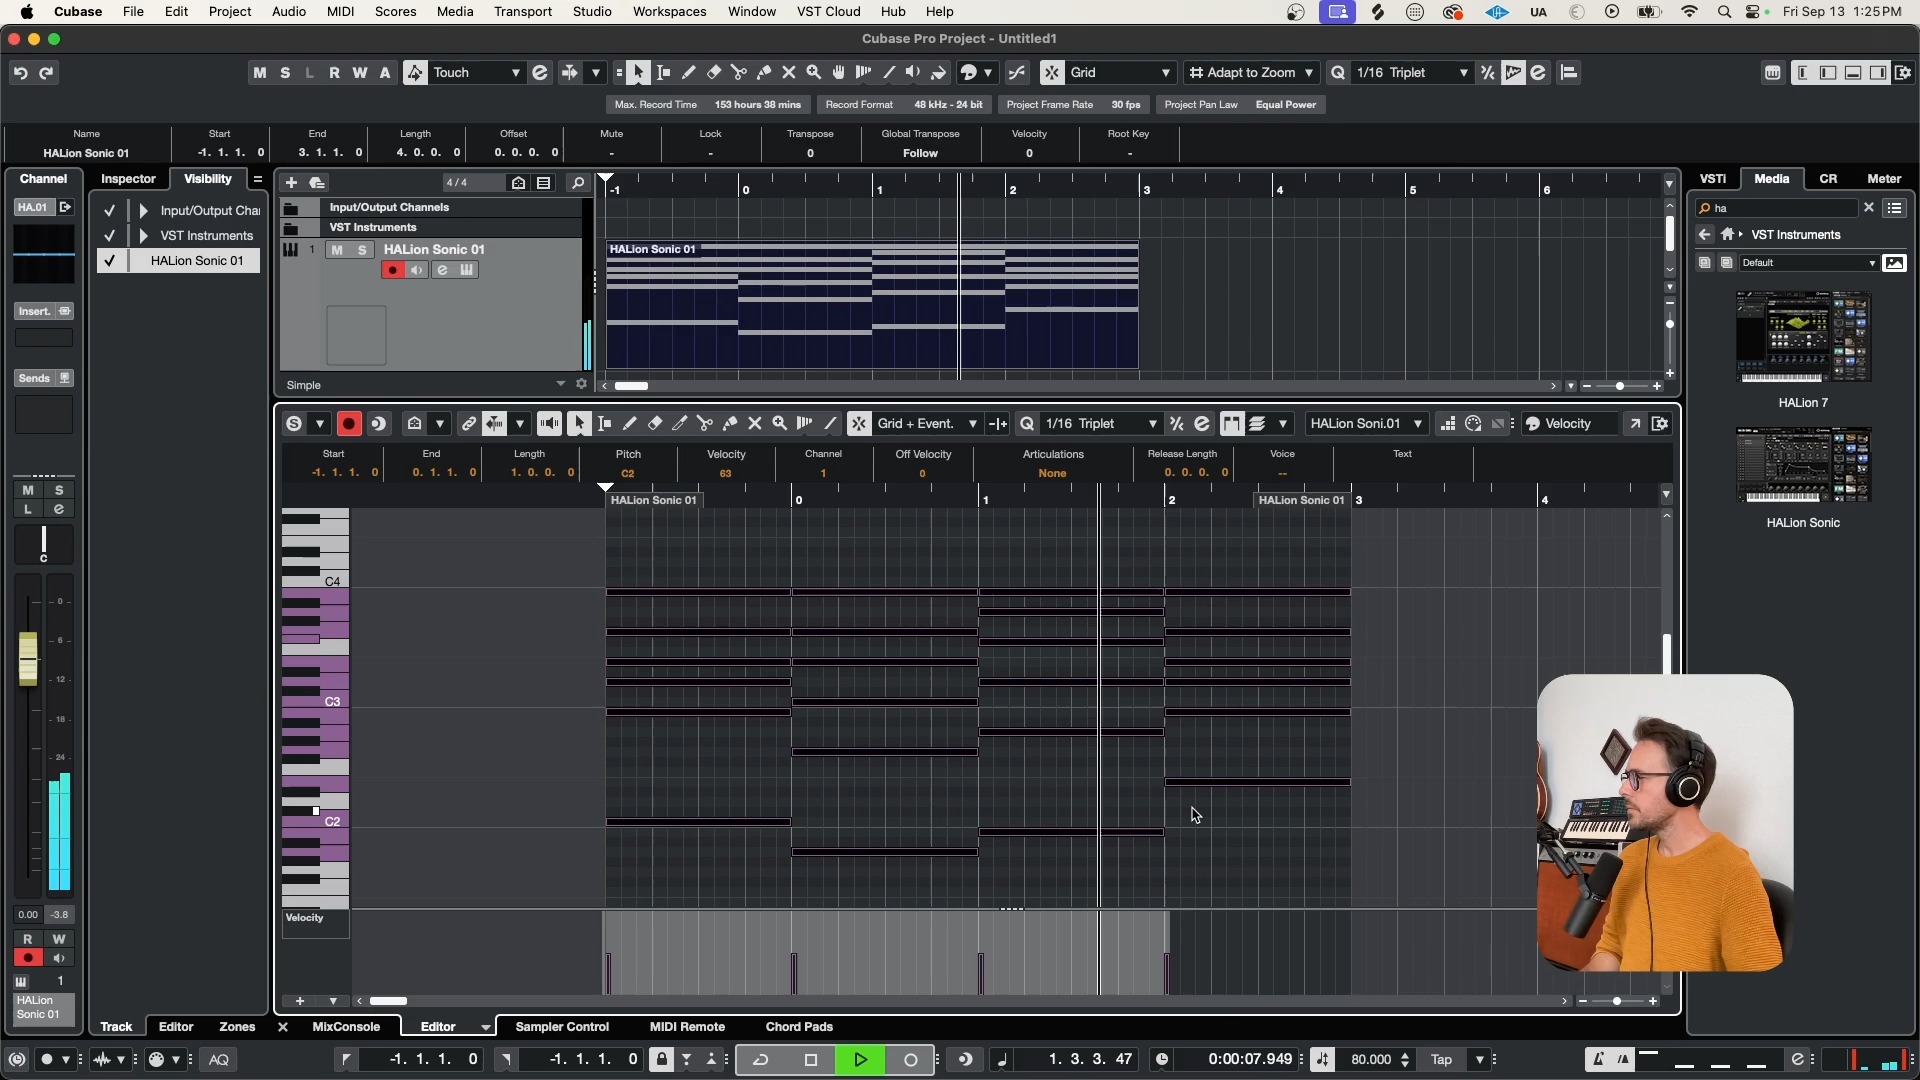 Cubase File Edit Project Audio MIDI Scores Media Transport Studio Workspaces Window VST Cloud Hub Help UA Fri Sep 13 1:25 PM
Cubase Pro Project - Untitled1
M S L R W A Touch Grid Adapt to Zoom Q 1/16 Triplet
Max. Record Time 153 hours 38 mins Record Format 48 kHz - 24 bit Project Frame Rate 30 fps Project Pan Law Equal Power
Name Start End Length Offset Mute Lock Transpose Global Transpose Velocity Root Key
HALion Sonic 01 -1. 1. 1. 0 3. 1. 1. 0 4. 0. 0. 0 0. 0. 0. 0 - - 0 Follow 0 -
Channel Inspector Visibility 4 / 4 -1 0 1 2 3 4 5 6 VSTi Media CR Meter
HA.01 Input/Output Cha Input/Output Channels ha
VST Instruments VST Instruments VST Instruments
HALion Sonic 01 1 M S HALion Sonic 01 HALion Sonic 01 Default
Insert.
Sends
Simple
HALion 7
S Grid + Event. Q 1/16 Triplet HALion Soni.01 Velocity
Start End Length Pitch Velocity Channel Off Velocity Articulations Release Length Voice Text
-1. 1. 1. 0 0. 1. 1. 0 1. 0. 0. 0 C2 63 1 0 None 0. 0. 0. 0 --
HALion Sonic
M S
L e
HALion Sonic 01 0 1 2 HALion Sonic 01 3 4
C
C4
0
6
12
C3
18
24
C2
0.00 -3.8
Velocity
R W
1
HALion
Sonic 01
Track Editor Zones MixConsole Editor Sampler Control MIDI Remote Chord Pads
AQ -1. 1. 1. 0 -1. 1. 1. 0 1. 3. 3. 47 0:00:07.949 80.000 Tap